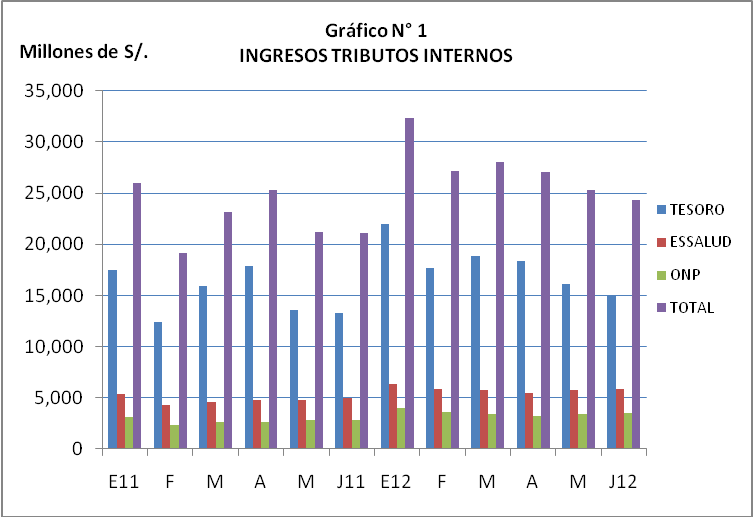 Gráfico N° 1
Millones de S/.
INGRESOS TRIBUTOS INTERNOS
35,000
30,000
25,000
20,000
15,000
10,000
5,000
0
E11 F M A M J11 E12 F M A M J12
TESORO
ESSALUD
ONP
TOTAL